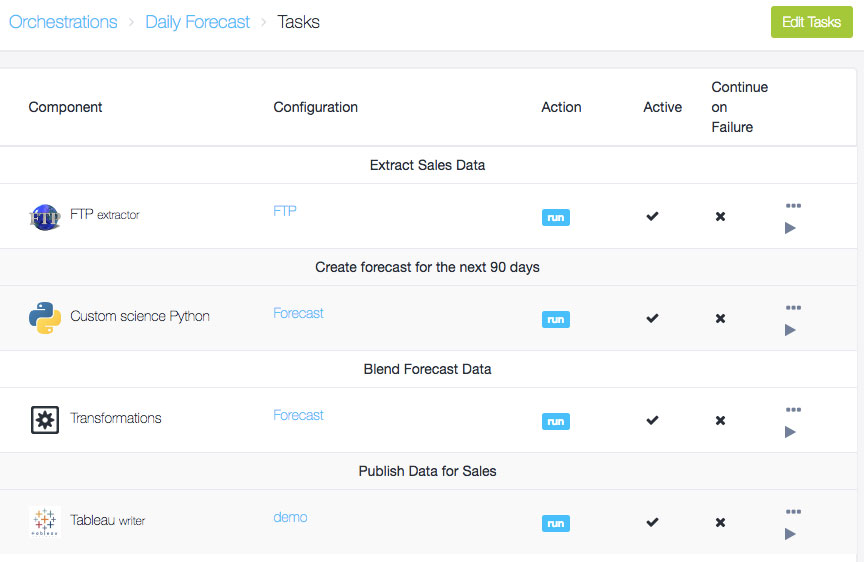 Orchestrations > Daily Forecast > Tasks
Edit Tasks
Component Configuration Action Active Continue on Failure
Extract Sales Data
FTP FTP extractor FTP run
Create forecast for the next 90 days
Custom science Python Forecast run
Blend Forecast Data
Transformations Forecast run
Publish Data for Sales
tableau Tableau writer demo run